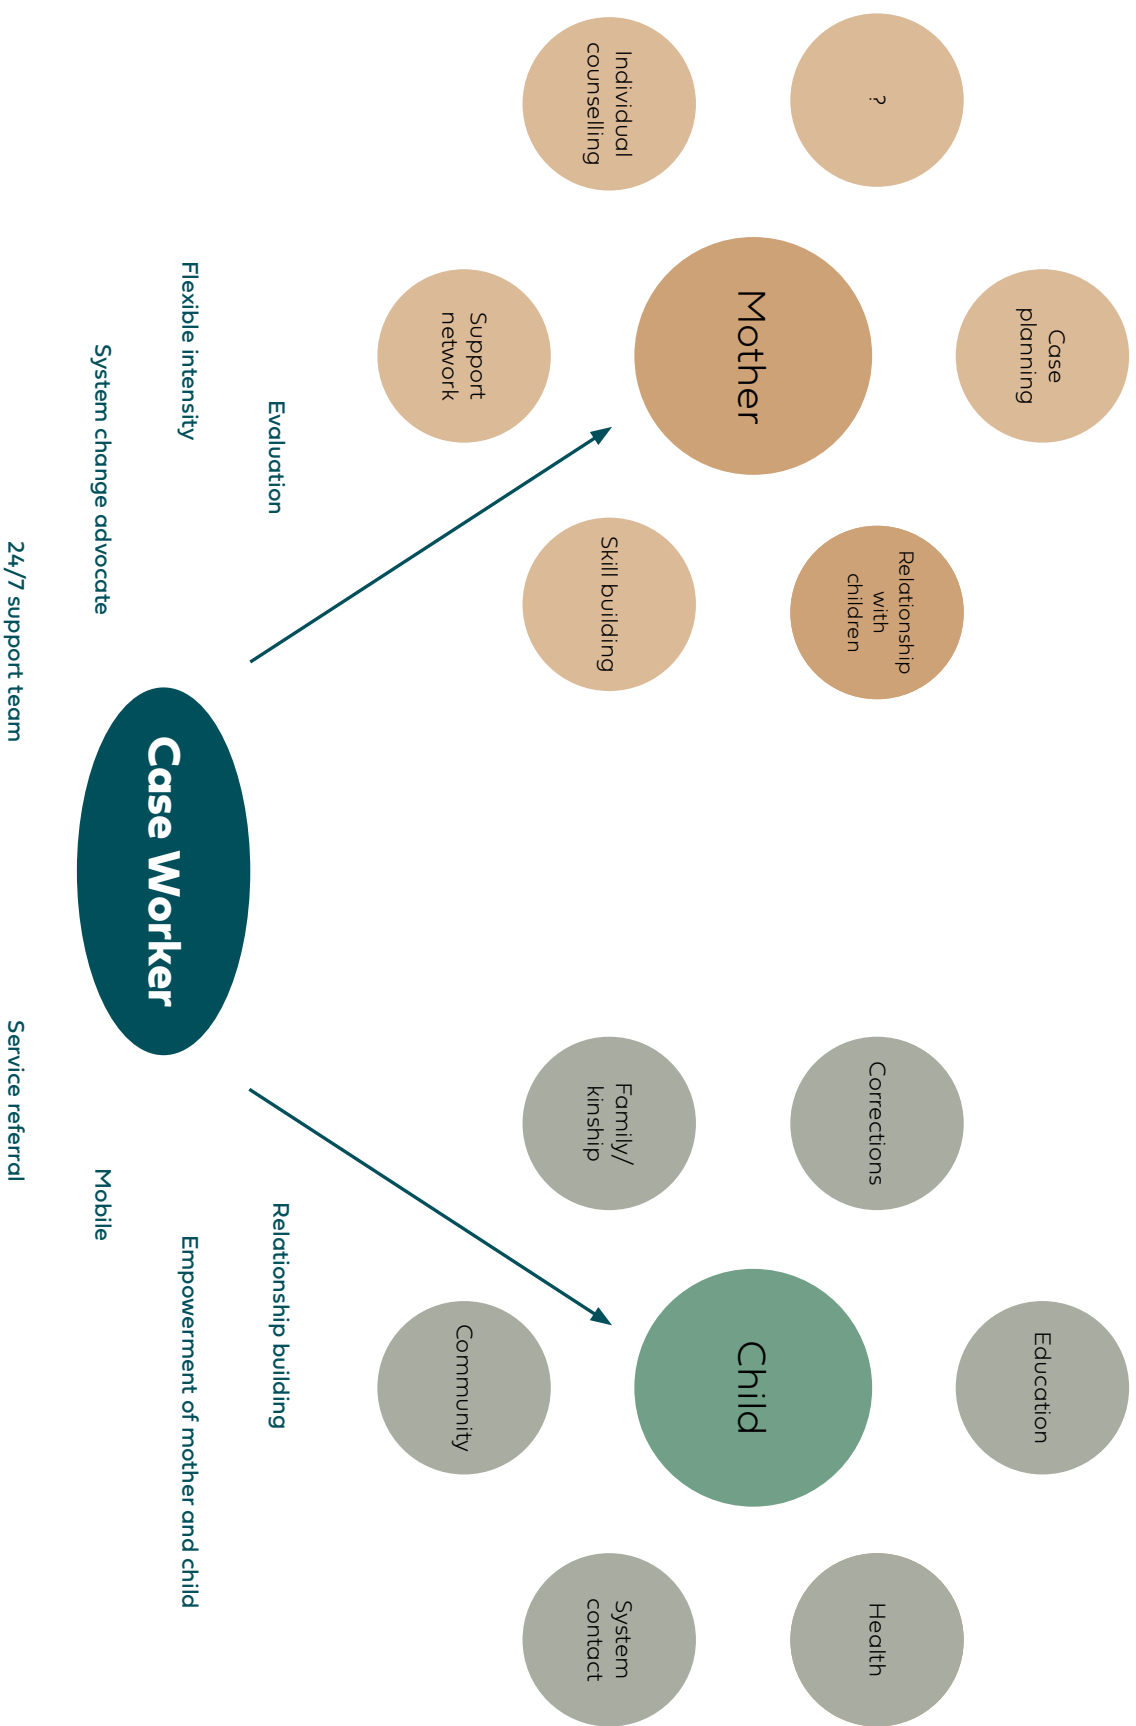 Case
planning
?
Relationship
with
children
Mother
Individual
counselling
Skill building
Support
network
Education
Corrections
Health
Child
Family/
kinship
System
contact
Community
Evaluation
Relationship building
Flexible intensity
Empowerment of mother and child
Case Worker
System change advocate
Mobile
24/7 support team
Service referral